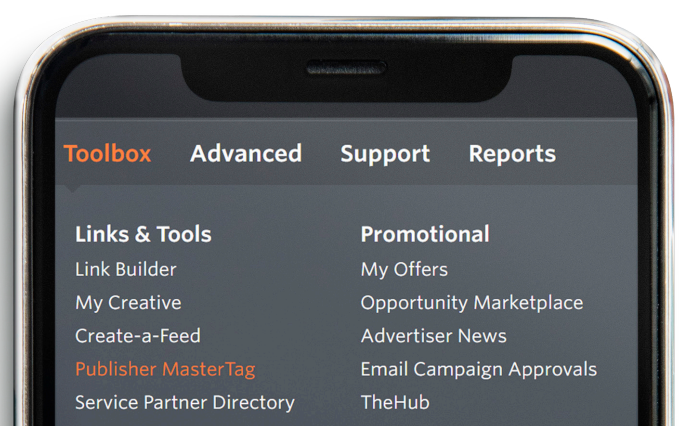 Toolbox Advanced Support Reports
Links & Tools
Link Builder
My Creative
Create-a-Feed
Publisher MasterTag
Service Partner Directory
Promotional
My Offers
Opportunity Marketplace
Advertiser News
Email Campaign Approvals
TheHub